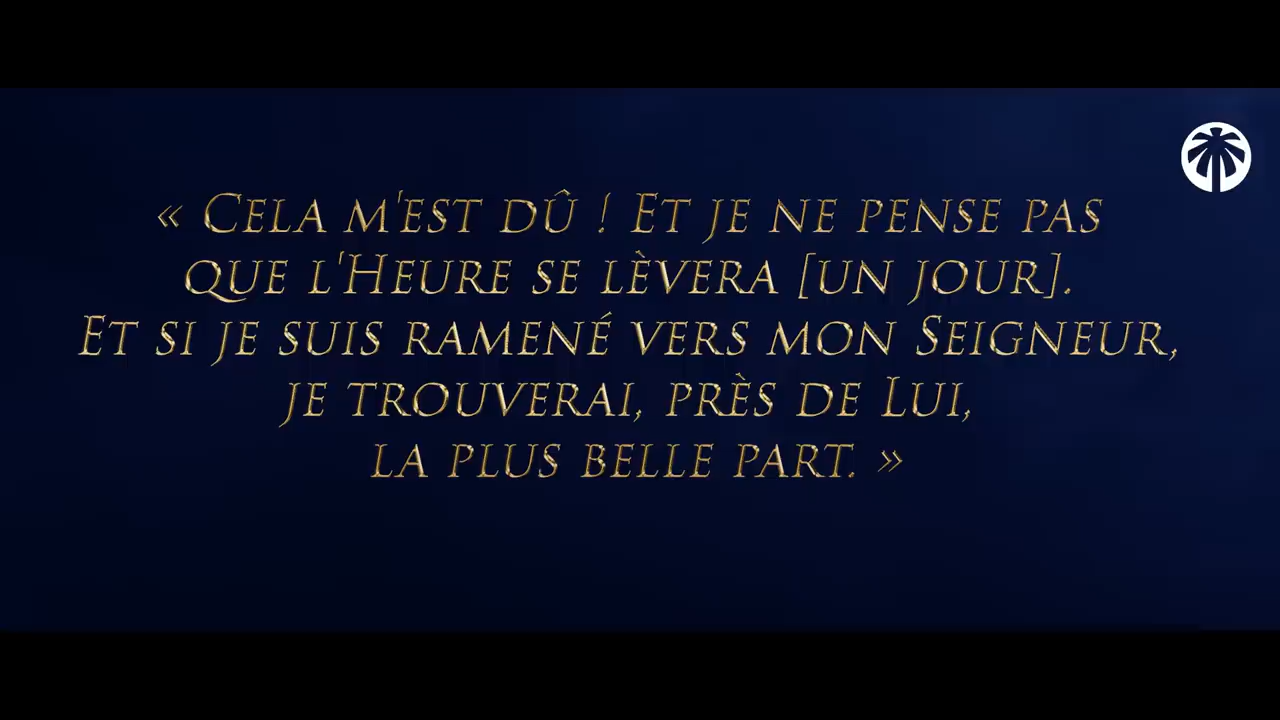 « Cela m'est dû ! Et je ne pense pas
que l'Heure se lèvera [un jour].
Et si je suis ramené vers mon Seigneur,
je trouverai, près de Lui,
la plus belle part. »